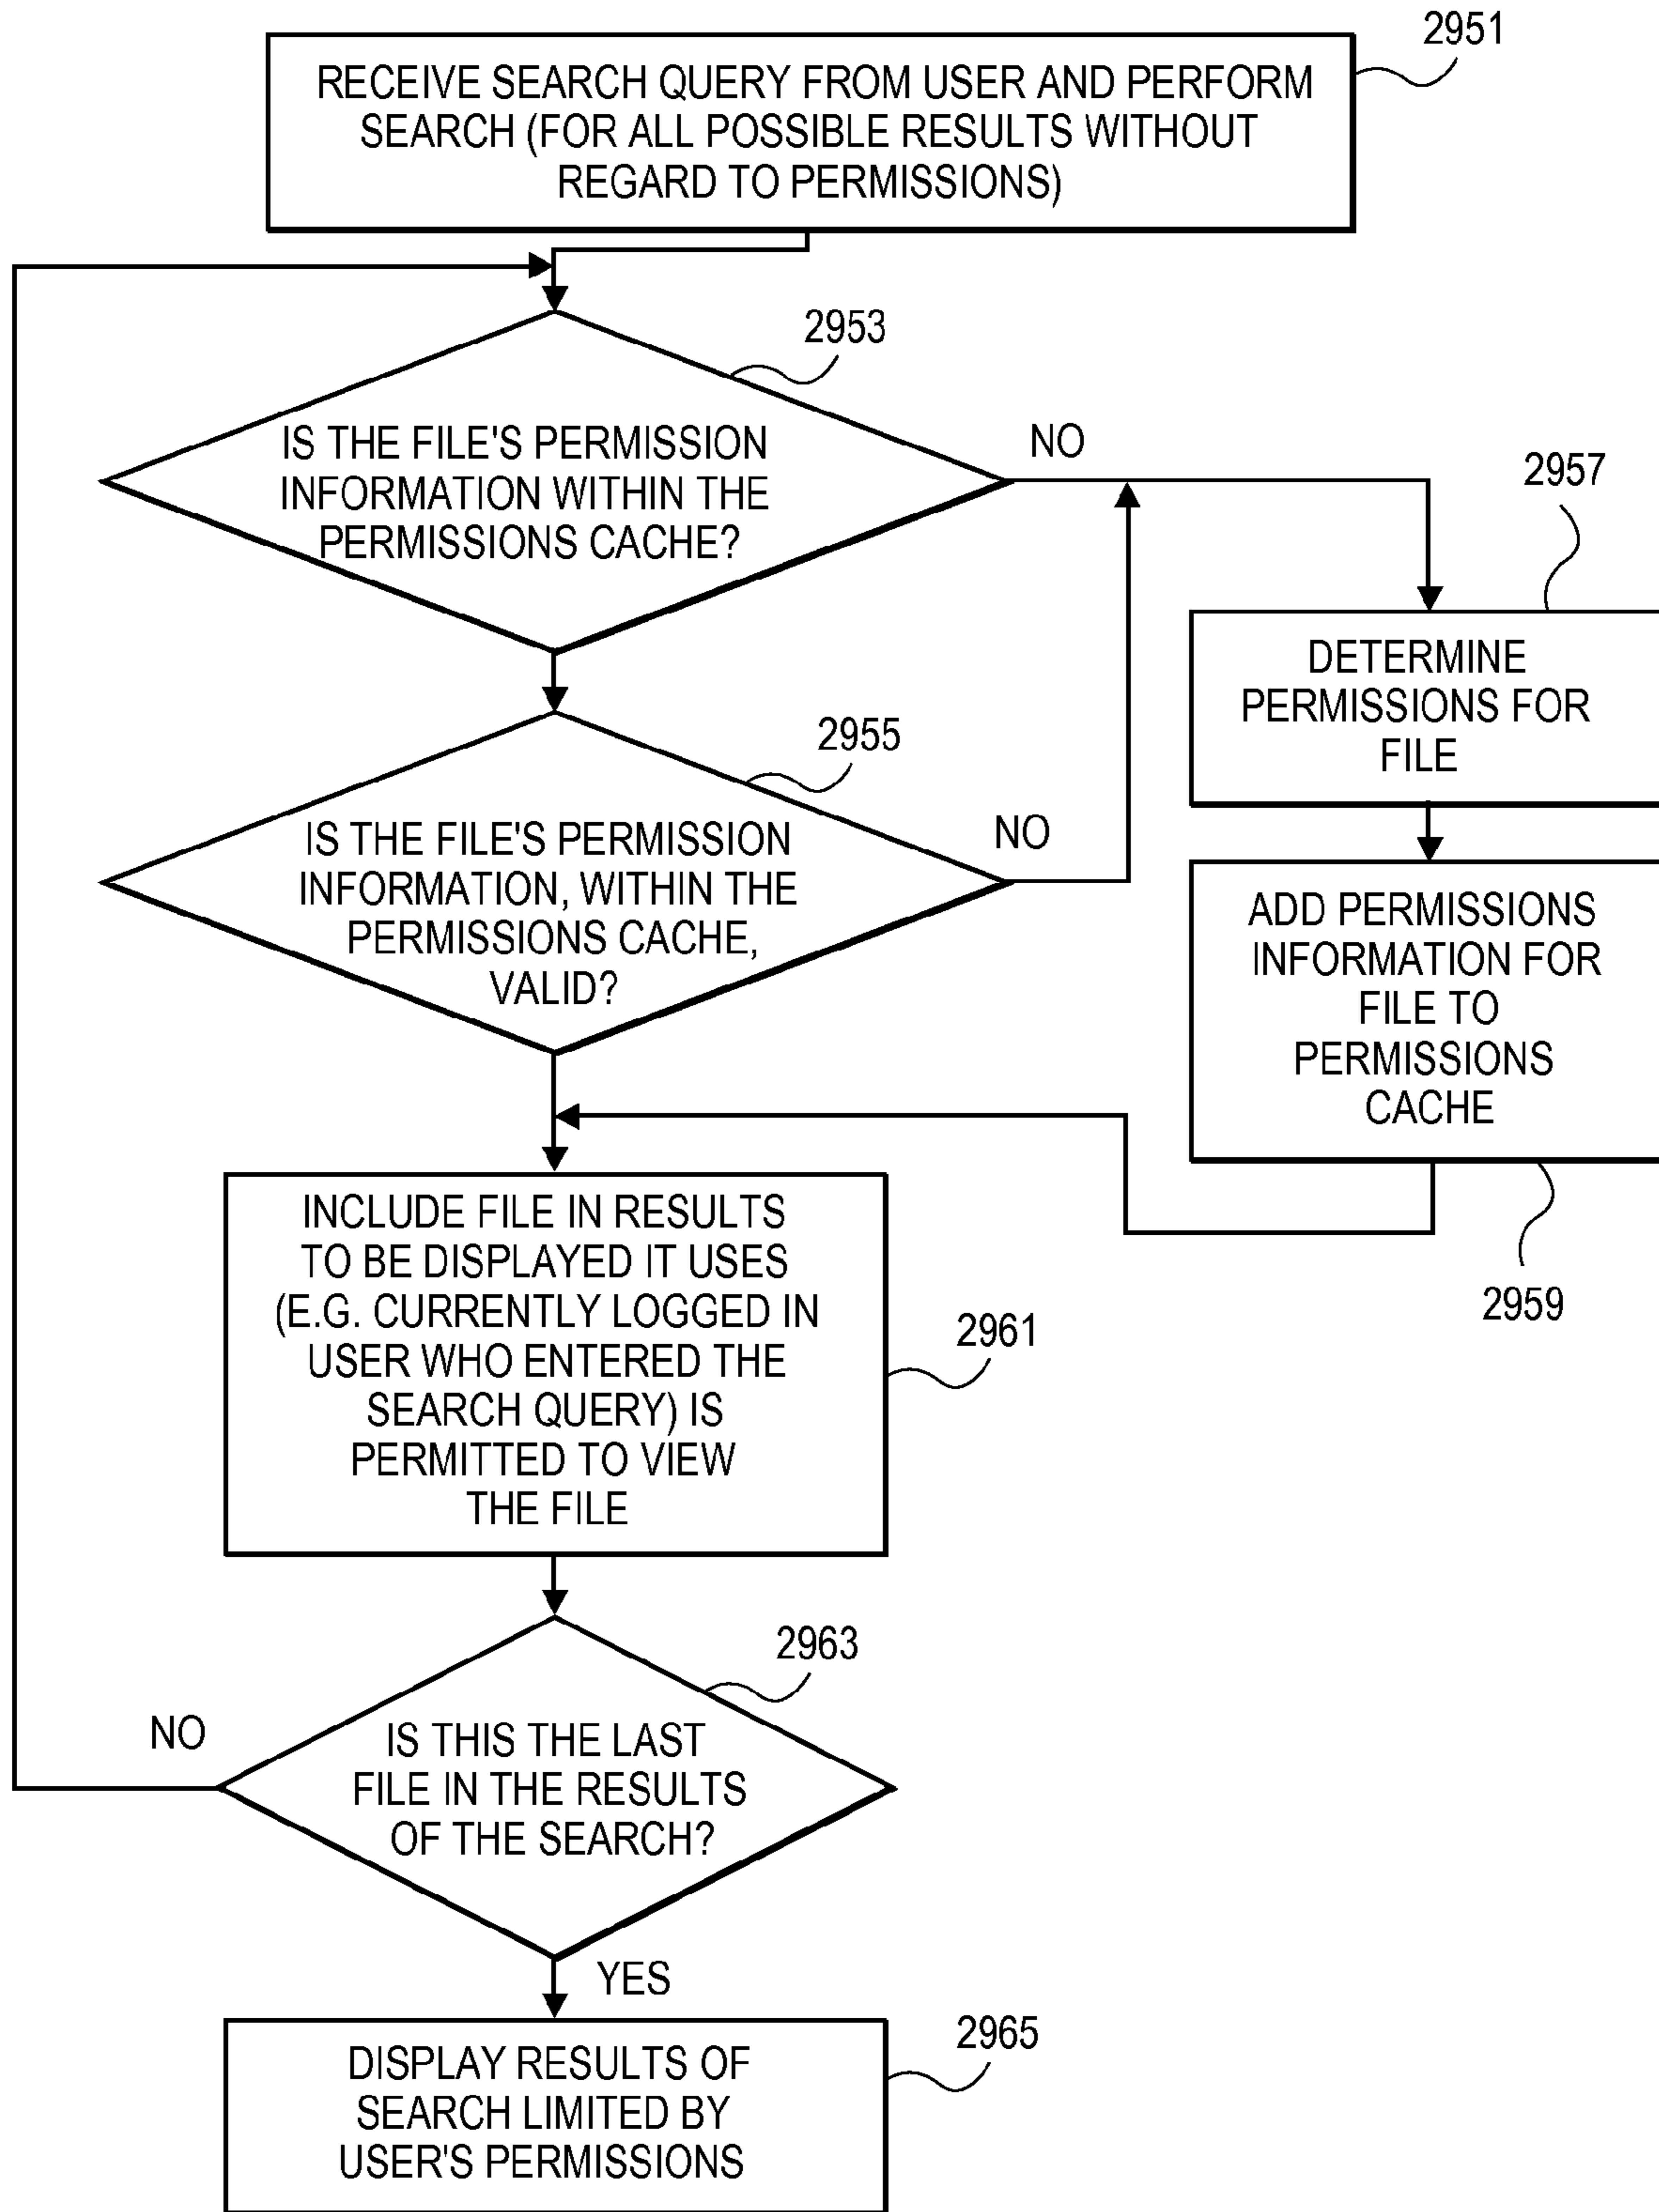 2951
RECEIVE SEARCH QUERY FROM USER AND PERFORM
SEARCH (FOR ALL POSSIBLE RESULTS WITHOUT
REGARD TO PERMISSIONS)
2953
IS THE FILE'S PERMISSION
INFORMATION WITHIN THE
PERMISSIONS CACHE?
NO
2957
DETERMINE
PERMISSIONS FOR
FILE
2955
IS THE FILE'S PERMISSION
INFORMATION, WITHIN THE
PERMISSIONS CACHE,
VALID?
NO
ADD PERMISSIONS
INFORMATION FOR
FILE TO
PERMISSIONS
CACHE
2959
INCLUDE FILE IN RESULTS
TO BE DISPLAYED IT USES
(E.G. CURRENTLY LOGGED IN
USER WHO ENTERED THE
SEARCH QUERY) IS
PERMITTED TO VIEW
THE FILE
2961
2963
NO
IS THIS THE LAST
FILE IN THE RESULTS
OF THE SEARCH?
YES
2965
DISPLAY RESULTS OF
SEARCH LIMITED BY
USER'S PERMISSIONS